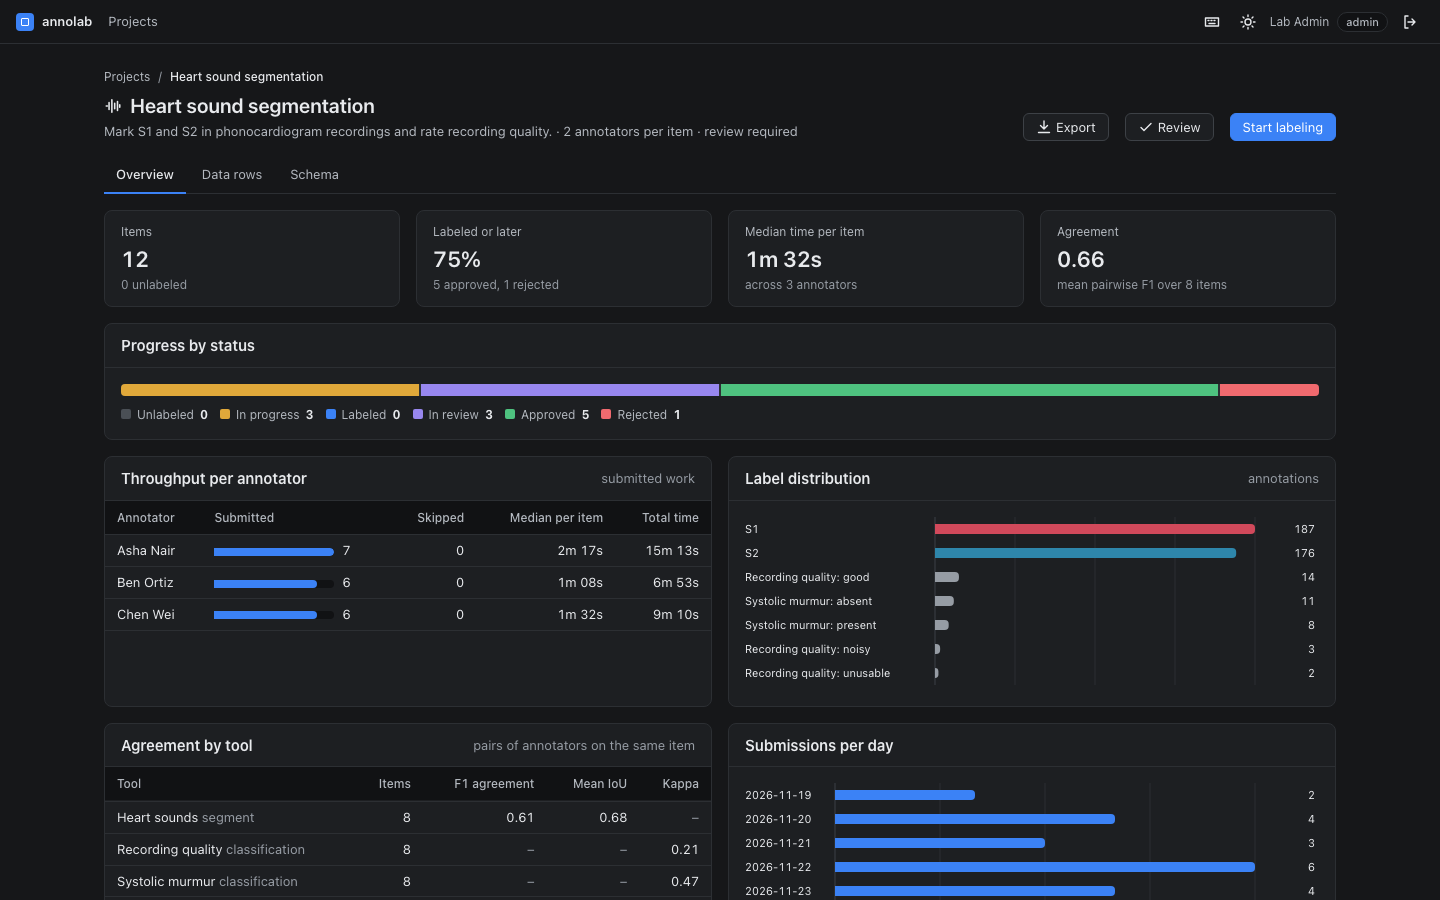 annolab Projects Lab Admin admin
Projects / Heart sound segmentation
Heart sound segmentation
Mark S1 and S2 in phonocardiogram recordings and rate recording quality. · 2 annotators per item · review required
Export Review Start labeling
Overview Data rows Schema
Items
12
0 unlabeled
Labeled or later
75%
5 approved, 1 rejected
Median time per item
1m 32s
across 3 annotators
Agreement
0.66
mean pairwise F1 over 8 items
Progress by status
Unlabeled 0 In progress 3 Labeled 0 In review 3 Approved 5 Rejected 1
Throughput per annotator submitted work
Annotator Submitted Skipped Median per item Total time
Asha Nair 7 0 2m 17s 15m 13s
Ben Ortiz 6 0 1m 08s 6m 53s
Chen Wei 6 0 1m 32s 9m 10s
Label distribution annotations
S1 187
S2 176
Recording quality: good 14
Systolic murmur: absent 11
Systolic murmur: present 8
Recording quality: noisy 3
Recording quality: unusable 2
Agreement by tool pairs of annotators on the same item
Tool Items F1 agreement Mean IoU Kappa
Heart sounds segment 8 0.61 0.68 –
Recording quality classification 8 – – 0.21
Systolic murmur classification 8 – – 0.47
Submissions per day
2026-11-19 2
2026-11-20 4
2026-11-21 3
2026-11-22 6
2026-11-23 4